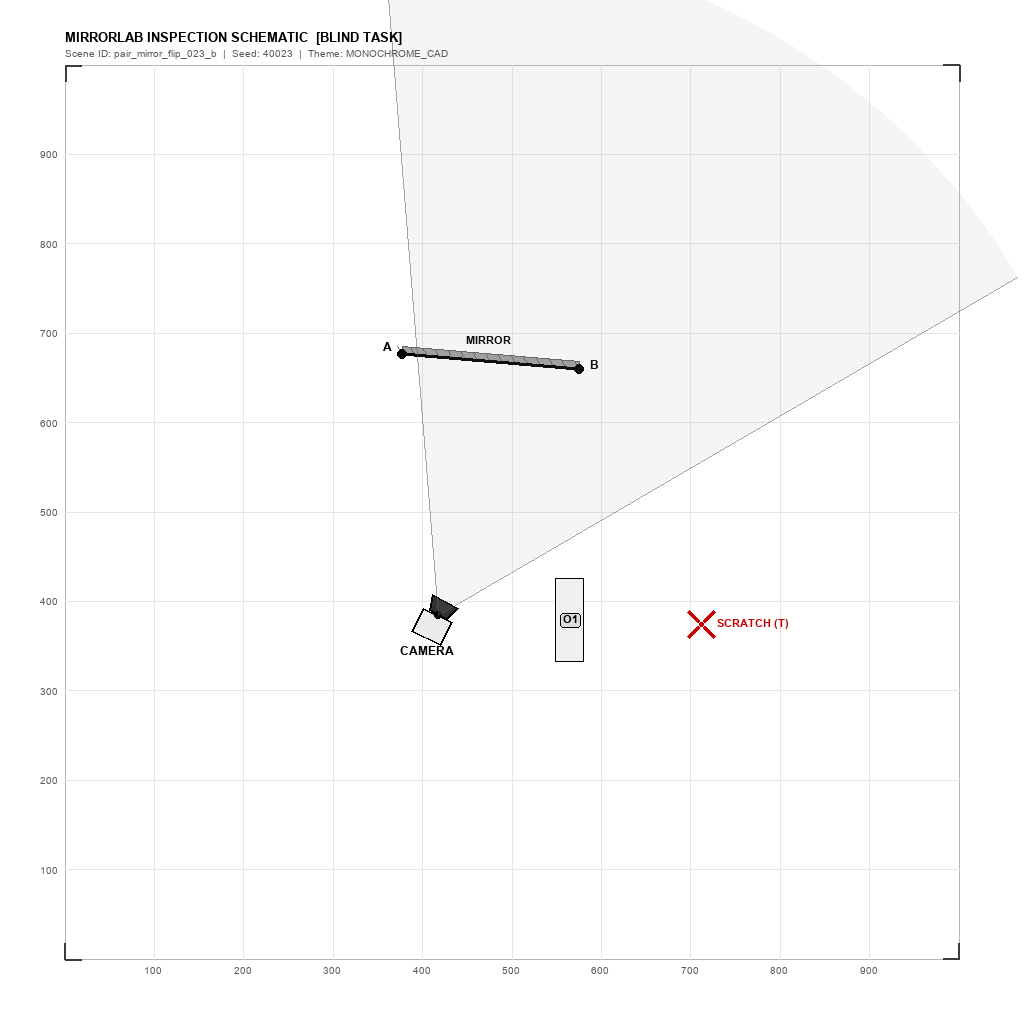 MIRRORLAB INSPECTION SCHEMATIC [BLIND TASK]
Scene ID: pair_mirror_flip_023_b | Seed: 40023 | Theme: MONOCHROME_CAD
900
800
700
MIRROR
A
B
600
500
400
O1
SCRATCH (T)
CAMERA
300
200
100
100 200 300 400 500 600 700 800 900